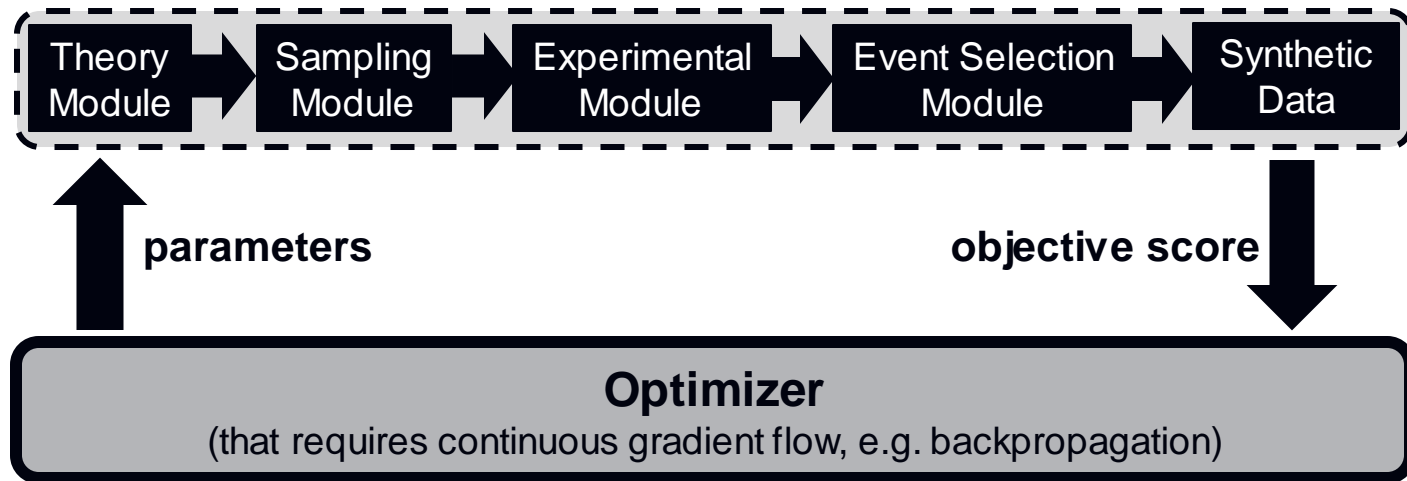 Theory
Module
Sampling
Module
Experimental
Module
Event Selection
Module
Synthetic
Data
parameters
objective score
Optimizer
(that requires continuous gradient flow, e.g. backpropagation)